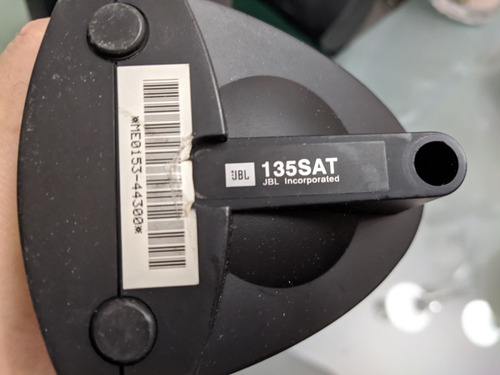 *ME0153-44300*
JBL
135SAT
JBL Incorporated